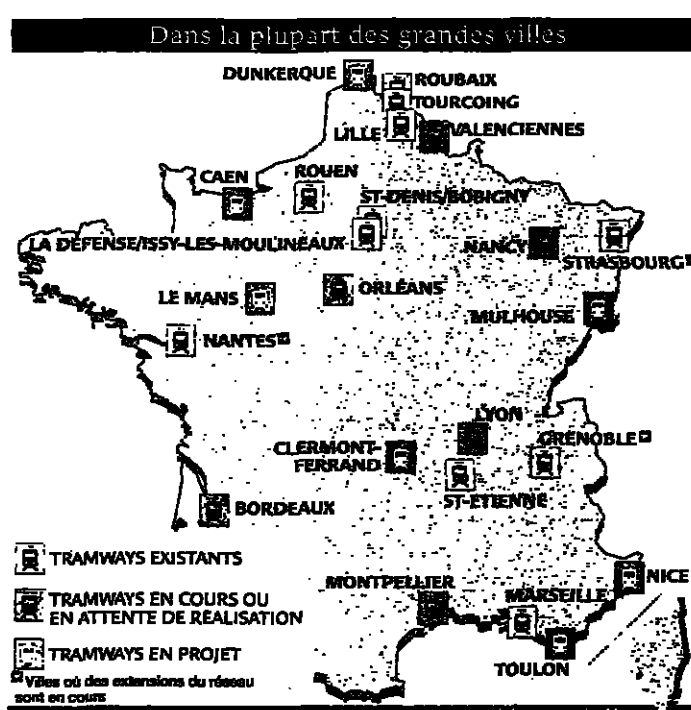 Dans la plupart des grandes villes
DUNKERQUE
ROUBAIX
TOURCOING
LILLE
VALENCIENNES
CAEN
ROUEN
ST-DENIS/BOBIGNY
LA DÉFENSE/ISSY-LES-MOULINEAUX
NANCY
STRASBOURG
LE MANS
ORLÉANS
MULHOUSE
NANTES
LYON
GRENOBLE
CLERMONT-
FERRAND
ST-ETIENNE
BORDEAUX
TRAMWAYS EXISTANTS
MONTPELLIER
MARSEILLE
NICE
TRAMWAYS EN COURS OU
EN ATTENTE DE RÉALISATION
TRAMWAYS EN PROJET
TOULON
Villes où des extensions du réseau
sont en cours